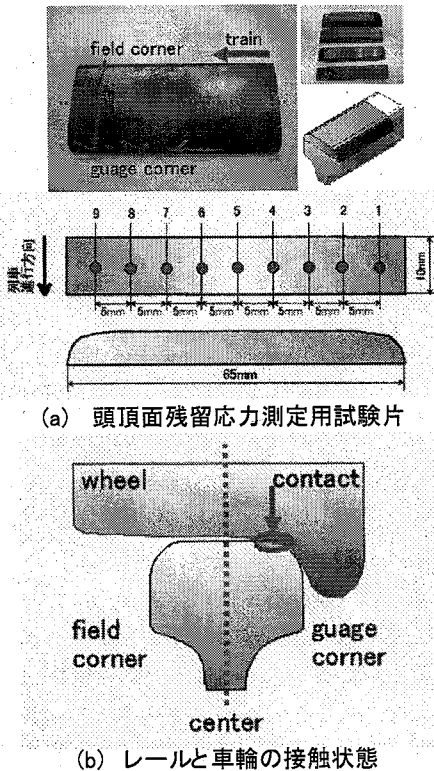 field corner
train
guage corner
9 8 7 6 5 4 3 2 1
列車
進行方向
10mm
5mm 5mm 5mm 5mm 5mm 5mm 5mm 5mm
65mm
(a) 頭頂面残留応力測定用試験片
wheel
contact
field
corner
guage
corner
center
(b) レールと車輪の接触状態